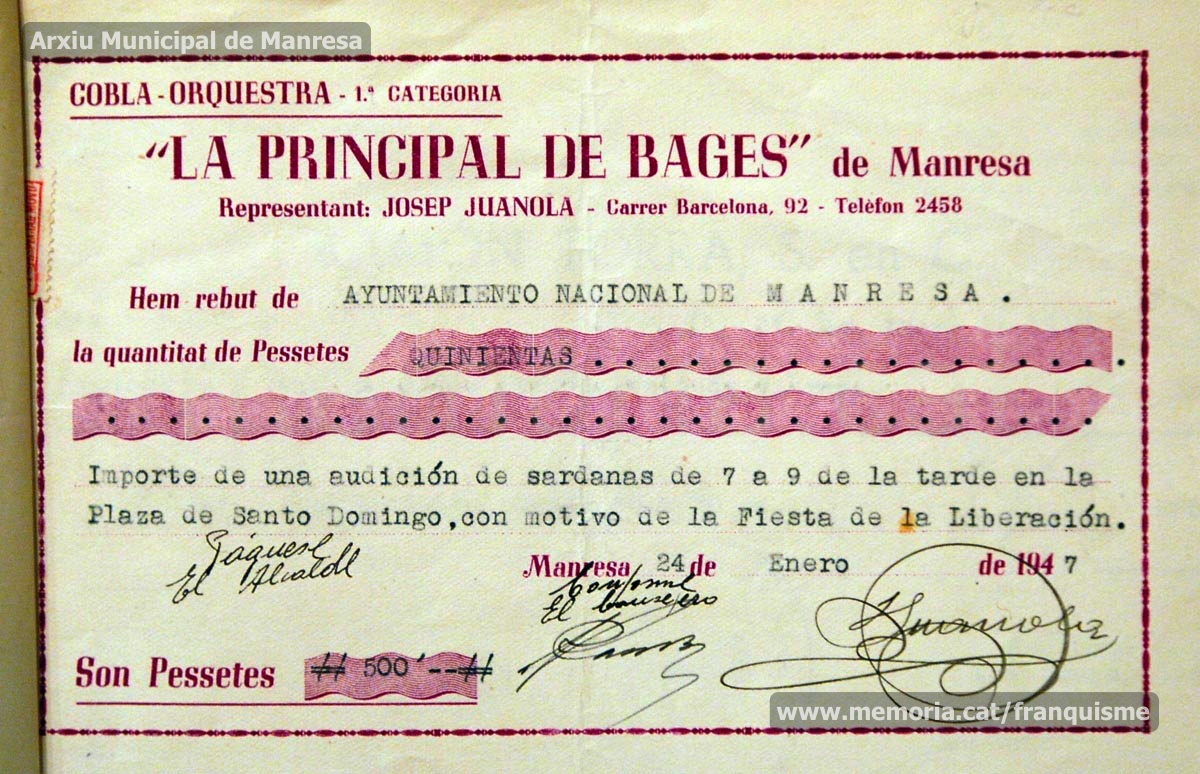 Arxiu Municipal de Manresa
COBLA - ORQUESTRA - 1.ª CATEGORIA
"LA PRINCIPAL DE BAGES" de Manresa
Representant: JOSEP JUANOLA - Carrer Barcelona, 92 - Telèfon 2458
Hem rebut de AYUNTAMIENTO NACIONAL DE M A N R E S A .
la quantitat de Pessetes QUINIENTAS . . . . . . . . . . . . . . . . .
. . . . . . . . . . . . . . . . . . . . . . . . . . . . . . .
Importe de una audición de sardanas de 7 a 9 de la tarde en la
Plaza de Santo Domingo, con motivo de la Fiesta de la Liberación.
Páguese
El Alcalde
Manresa 24 de Enero de 1947
Conforme
El Consejero
Juanola
Son Pessetes # 500'--#
www.memoria.cat/franquisme